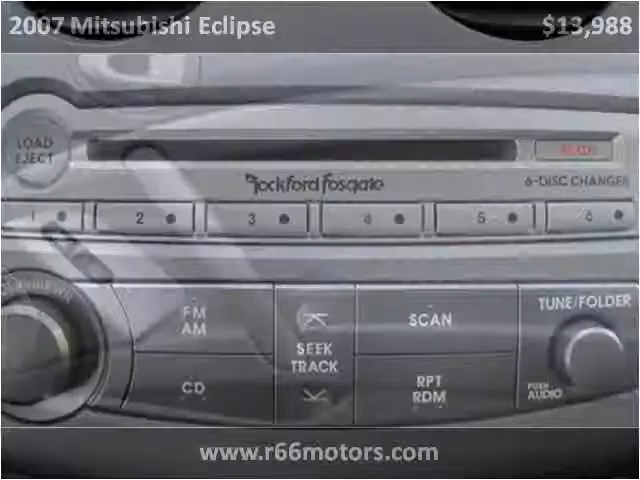 2007 Mitsubishi Eclipse $13,988
LOAD
EJECT
Rockford Fosgate
6-DISC CHANGER
1 2 3 4 5 6
FM
AM
SEEK
TRACK
SCAN
TUNE/FOLDER
CD
RPT
RDM
PUSH
AUDIO
www.r66motors.com